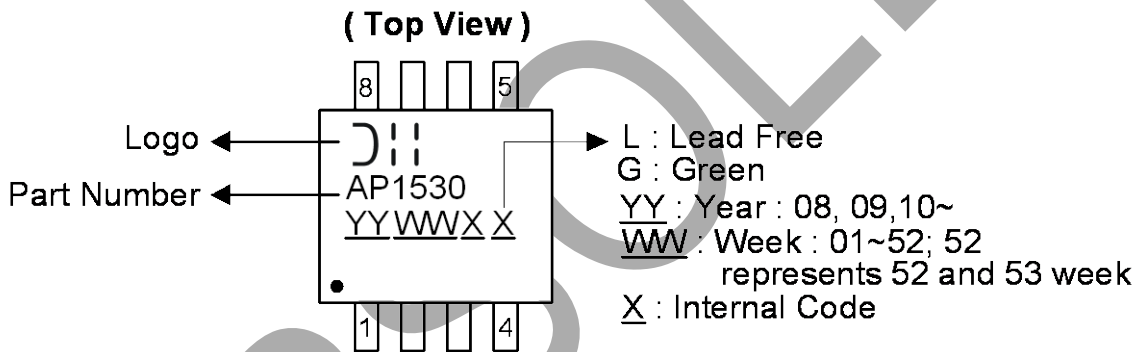 ( Top View )
8 5
Logo
Part Number
AP1530
YY WW X X
1 4
L : Lead Free
G : Green
YY : Year : 08, 09,10~
WW : Week : 01~52; 52
represents 52 and 53 week
X : Internal Code